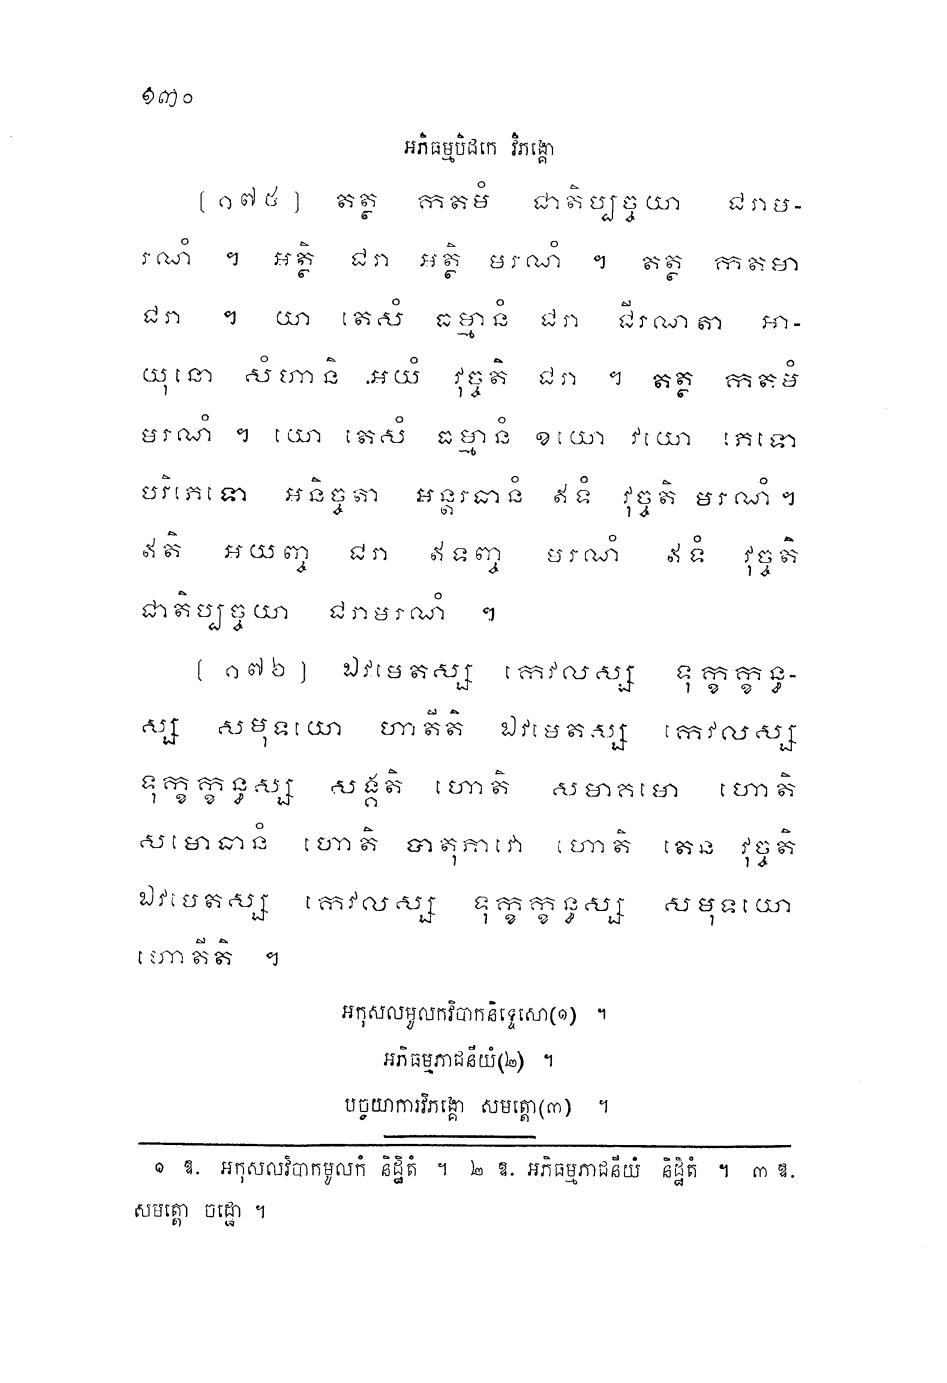 ១៣០
អភិធម្មបិដកេ វិភង្គោ
(១៧៥) តត្ថ កតមំ ជាតិប្បច្ចយា ជរាម-
រណំ ។ អត្ថិ ជរា អត្ថិ មរណំ ។ តត្ថ កតមា
ជរា ។ យា តេសំ ធម្មានំ ជរា ជីរណតា អា-
យុនោ សំហានិ អយំ វុច្ចតិ ជរា ។ តត្ថ កតមំ
មរណំ ។ យោ តេសំ ធម្មានំ ខយោ វយោ ភេទោ
បរិភេទោ អនិច្ចតា អន្តរធានំ ឥទំ វុច្ចតិ មរណំ ។
ឥតិ អយញ្ច ជរា ឥទញ្ច មរណំ ឥទំ វុច្ចតិ
ជាតិប្បច្ចយា ជរាមរណំ ។
(១៧៦) ឯវមេតស្ស កេវលស្ស ទុក្ខក្ខន្ធ-
ស្ស សមុទយោ ហោតីតិ ឯវមេតស្ស កេវលស្ស
ទុក្ខក្ខន្ធស្ស សង្គតិ ហោតិ សមាគមោ ហោតិ
សមោធានំ ហោតិ បាតុភាវោ ហោតិ តេន វុច្ចតិ
ឯវមេតស្ស កេវលស្ស ទុក្ខក្ខន្ធស្ស សមុទយោ
ហោតីតិ ។
អកុសលមូលកវិបាកនិទ្ទេសោ(១) ។
អភិធម្មភាជនីយំ(២) ។
បច្ចយាការវិភង្គោ សមត្តោ(៣) ។
១ ឱ. អកុសលវិបាកមូលកំ និដ្ឋិតំ ។ ២ ឱ. អភិធម្មភាជនីយំ និដ្ឋិតំ ។ ៣ ឱ.
សមត្តោ ចដ្ឋោ ។